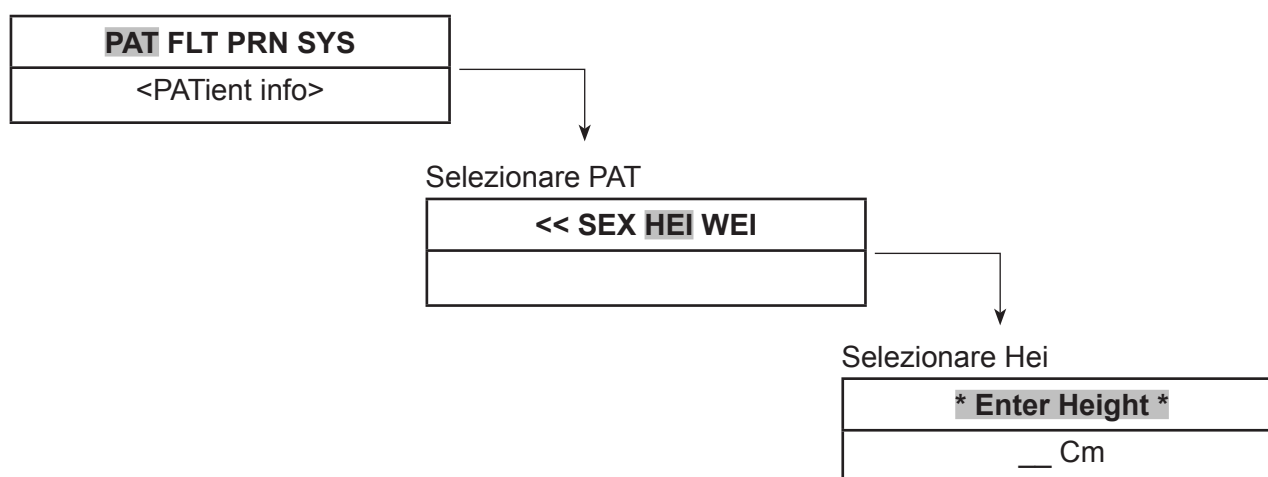 PAT FLT PRN SYS
<PATient info>
Selezionare PAT
<< SEX HEI WEI
Selezionare Hei
* Enter Height *
__ Cm